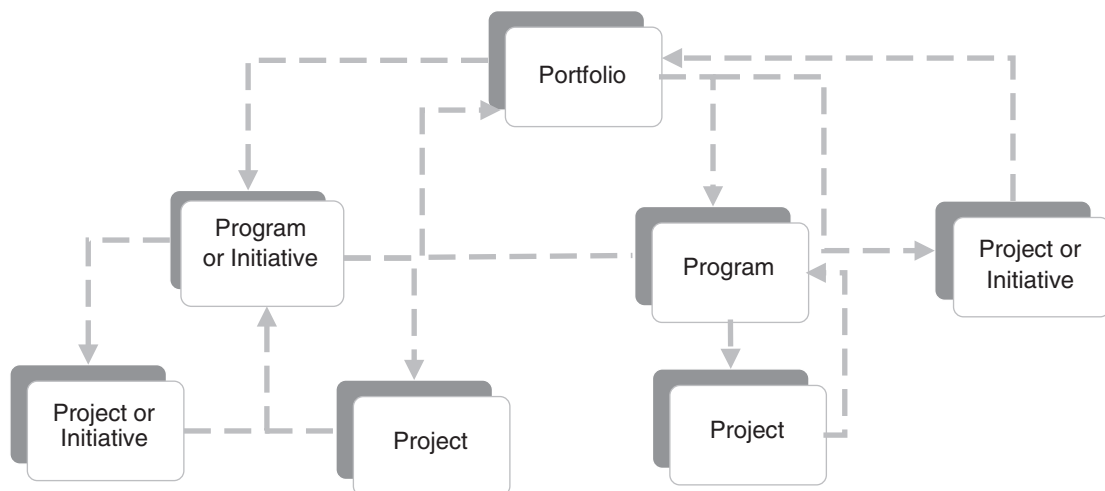 Portfolio
Program
or Initiative
Program
Project or
Initiative
Project or
Initiative
Project
Project